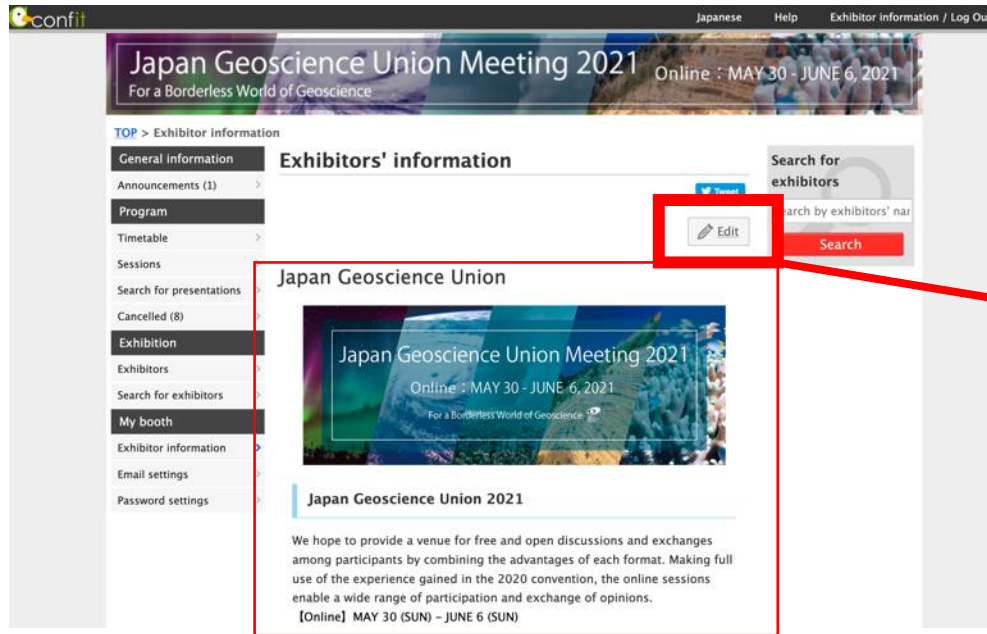 confit
Japanese Help Exhibitor information / Log Ou
Japan Geoscience Union Meeting 2021 Online : MAY 30 - JUNE 6, 2021
For a Borderless World of Geoscience
TOP > Exhibitor information
General information
Announcements (1)
Program
Timetable
Sessions
Search for presentations
Cancelled (8)
Exhibition
Exhibitors
Search for exhibitors
My booth
Exhibitor information
Email settings
Password settings
Exhibitors' information
Tweet
Edit
Japan Geoscience Union
Japan Geoscience Union Meeting 2021
Online : MAY 30 - JUNE 6, 2021
For a Borderless World of Geoscience
Japan Geoscience Union 2021
We hope to provide a venue for free and open discussions and exchanges
among participants by combining the advantages of each format. Making full
use of the experience gained in the 2020 convention, the online sessions
enable a wide range of participation and exchange of opinions.
【Online】MAY 30 (SUN) – JUNE 6 (SUN)
Search for
exhibitors
earch by exhibitors' nar
Search